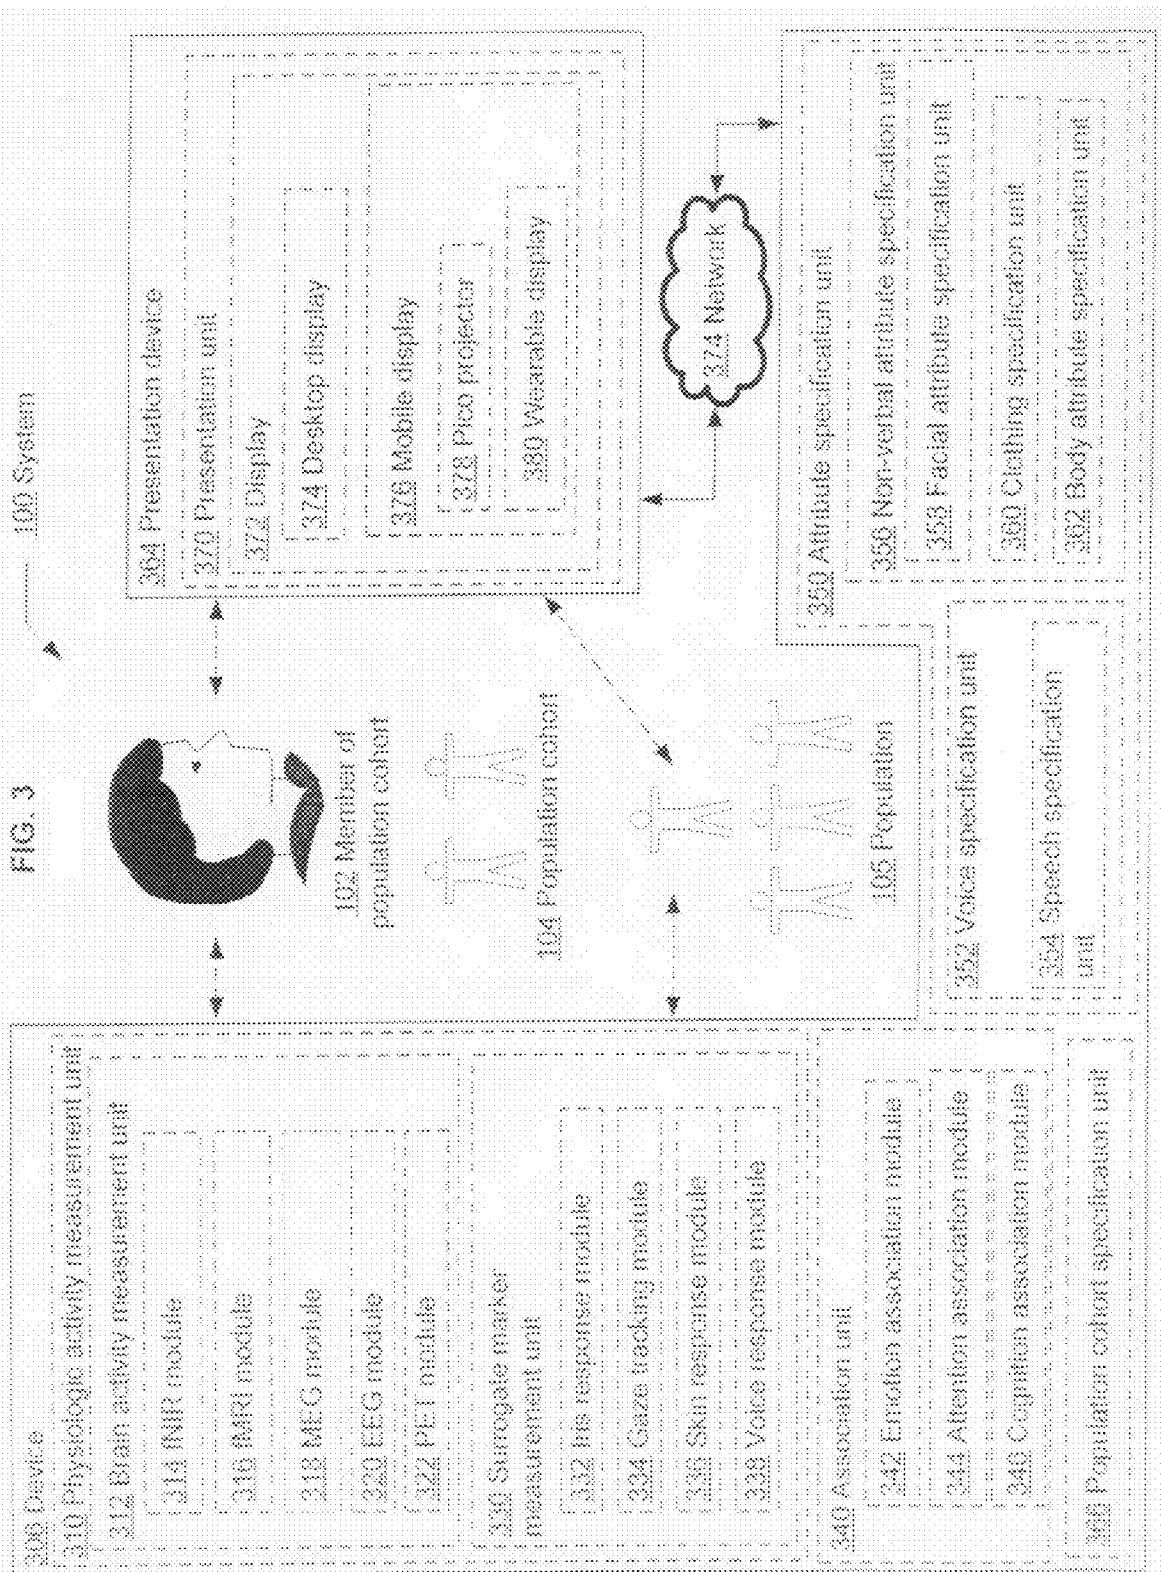 FIG. 3
100 System
300 Device
310 Physiologic activity measurement unit
312 Brain activity measurement unit
314 fNIR module
316 fMRI module
318 MEG module
320 EEG module
322 PET module
330 Surrogate marker
measurement unit
332 Iris response module
334 Gaze tracking module
336 Skin response module
338 Voice response module
340 Association unit
342 Emotion association module
344 Attention association module
346 Cognition association module
366 Population cohort specification unit
102 Member of
population cohort
104 Population cohort
105 Population
352 Voice specification unit
354 Speech specification
unit
364 Presentation device
370 Presentation unit
372 Display
374 Desktop display
376 Mobile display
378 Pico projector
380 Wearable display
374 Network
350 Attribute specification unit
356 Non-verbal attribute specification unit
358 Facial attribute specification unit
360 Clothing specification unit
362 Body attribute specification unit